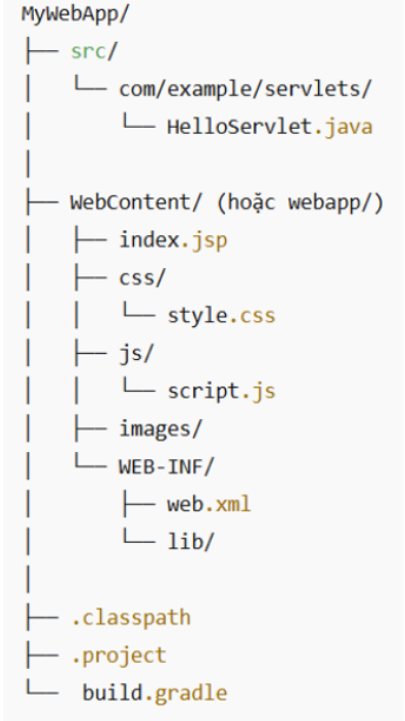 MyWebApp/
├── src/
│   └── com/example/servlets/
│       └── HelloServlet.java
│
├── WebContent/ (hoặc webapp/)
│   ├── index.jsp
│   ├── css/
│   │   └── style.css
│   ├── js/
│   │   └── script.js
│   ├── images/
│   └── WEB-INF/
│       ├── web.xml
│       └── lib/
│
├── .classpath
├── .project
└──  build.gradle